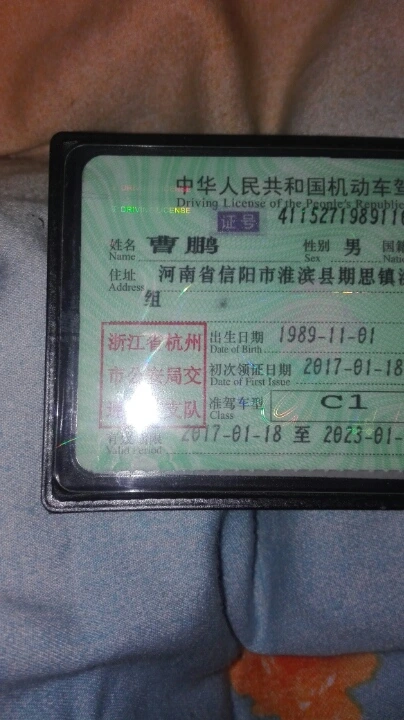 中华人民共和国机动车驾
Driving License of the People's Republic
DRIVING LICENSE
证号 4115271989110
姓名 曹鹏 性别 男 国籍
Name Sex
住址 河南省信阳市淮滨县期思镇
Address
组
浙江省杭州
市公安局交
支队
出生日期 1989-11-01
Date of Birth
初次领证日期 2017-01-18
Date of First Issue
准驾车型 C1
Class
2017-01-18 至 2023-01-
Valid Period